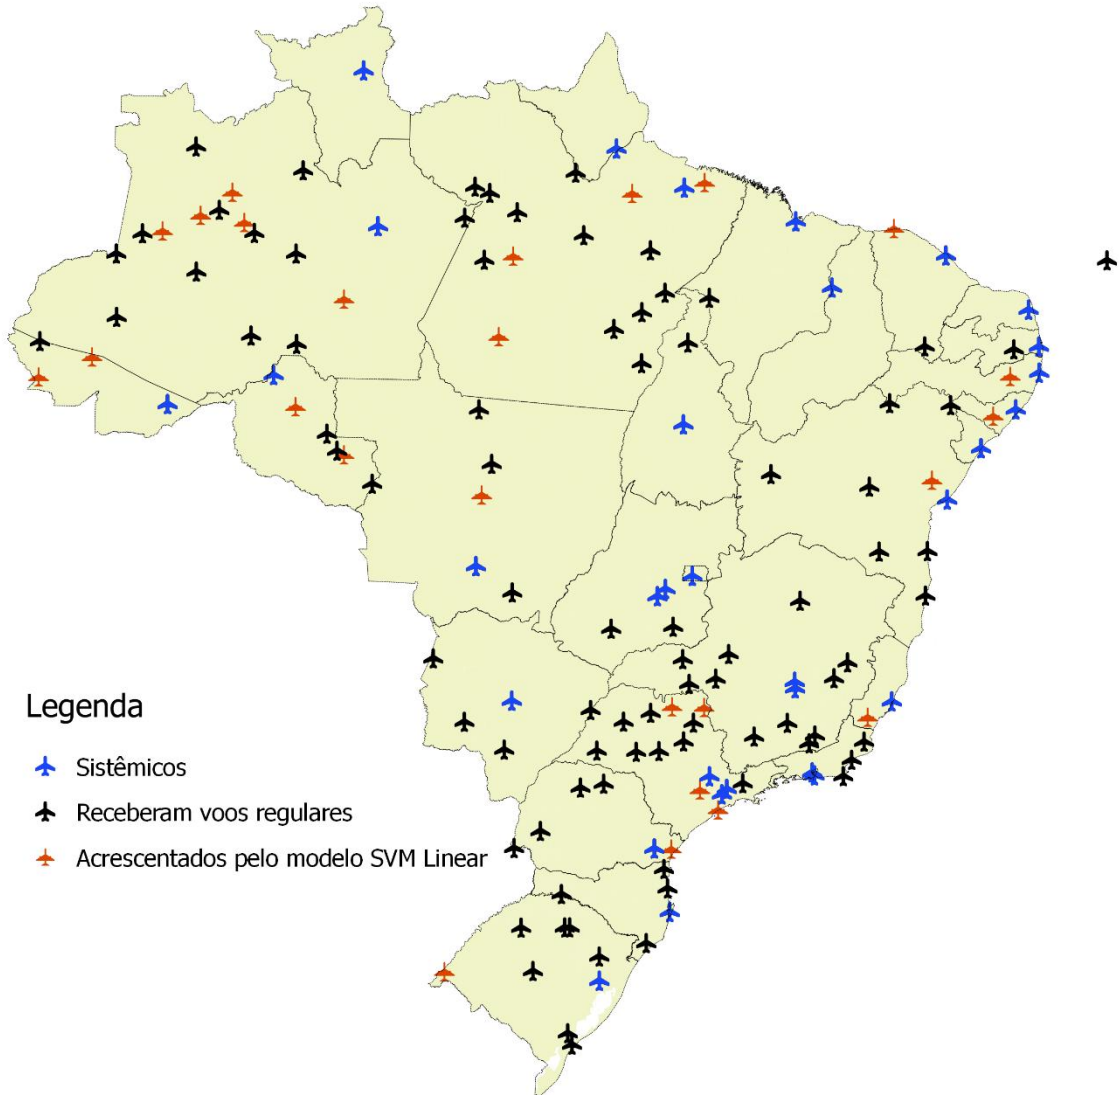 Legenda
Sistêmicos
Receberam voos regulares
Acrescentados pelo modelo SVM Linear